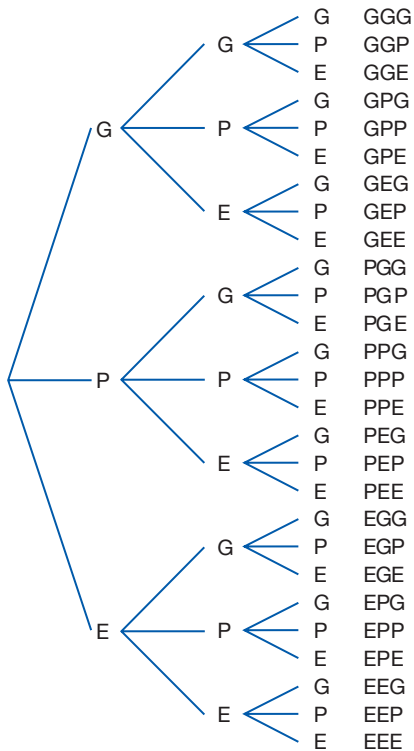 G GGG
G P GGP
E GGE
G GPG
G P P GPP
E GPE
G GEG
E P GEP
E GEE
G PGG
G P PGP
E PGE
G PPG
P P P PPP
E PPE
G PEG
E P PEP
E PEE
G EGG
G P EGP
E EGE
G EPG
E P P EPP
E EPE
G EEG
E P EEP
E EEE